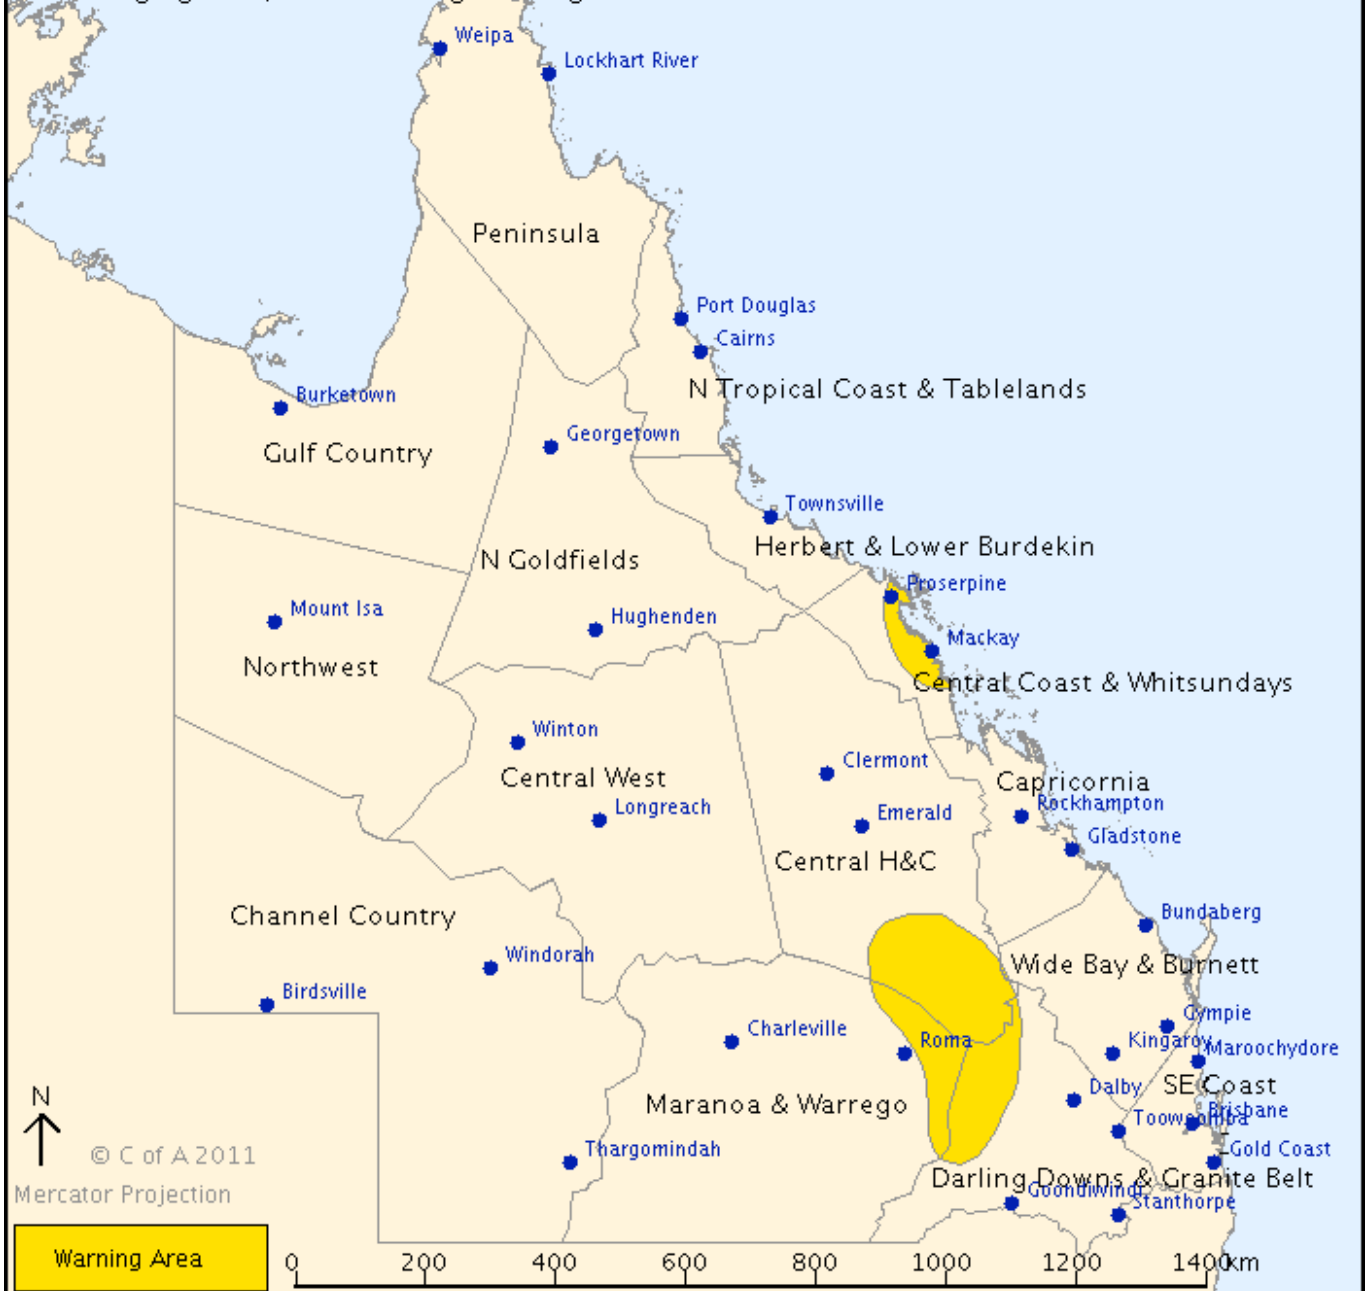 Weipa
Lockhart River
Peninsula
Port Douglas
Cairns
N Tropical Coast & Tablelands
Burketown
Georgetown
Gulf Country
Townsville
Herbert & Lower Burdekin
N Goldfields
Proserpine
Mount Isa
Hughenden
Mackay
Northwest
Central Coast & Whitsundays
Winton
Clermont
Central West
Capricornia
Longreach
Rockhampton
Emerald
Gladstone
Central H&C
Channel Country
Bundaberg
Windorah
Wide Bay & Burnett
Birdsville
Gympie
Charleville
Roma
Kingaroy
Maroochydore
Dalby
SE Coast
N
Maranoa & Warrego
Brisbane
Toowoomba
© C of A 2011
Thargomindah
Gold Coast
Darling Downs & Granite Belt
Mercator Projection
Goondiwindi
Stanthorpe
Warning Area
0 200 400 600 800 1000 1200 1400km